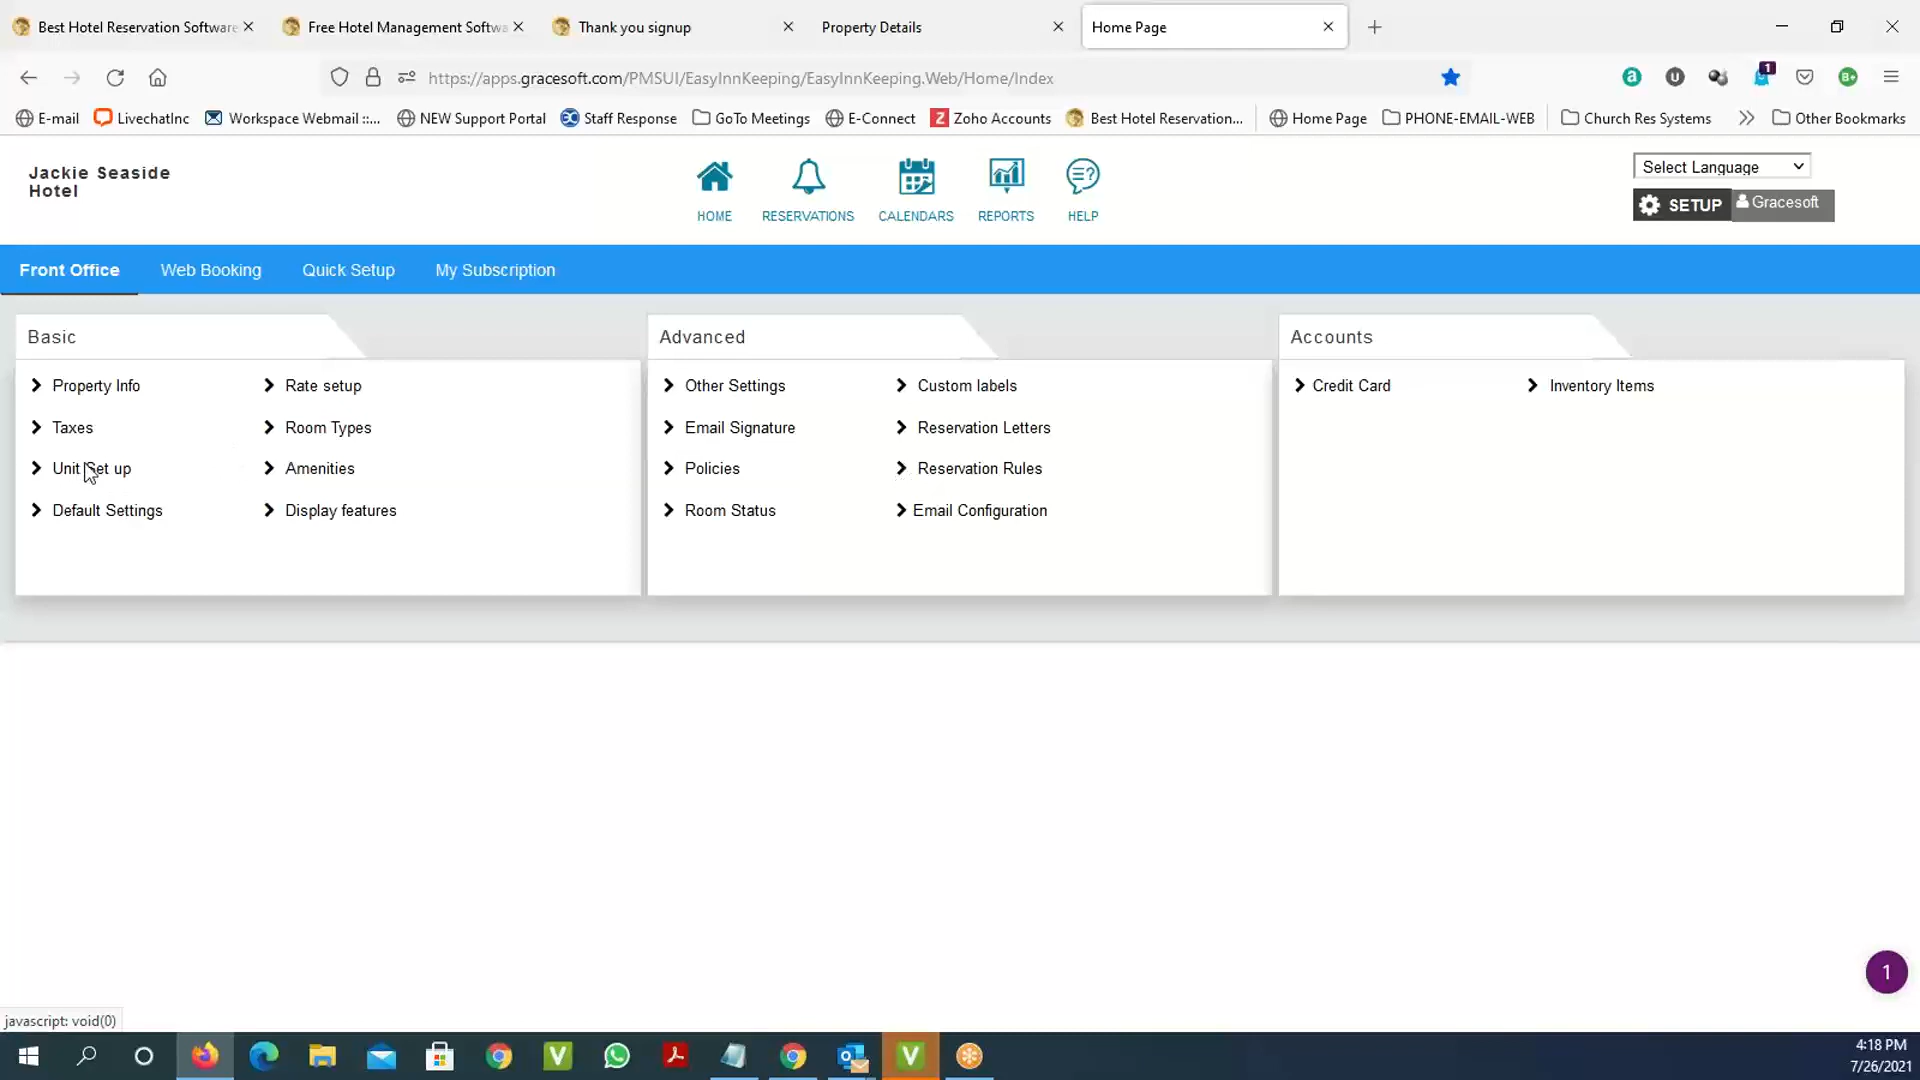 Best Hotel Reservation Software
Free Hotel Management Softwa
Thank you signup
Property Details
Home Page
https://apps.gracesoft.com/PMSUI/EasyInnKeeping/EasyInnKeeping.Web/Home/Index
a
U
1
B+
E-mail
LivechatInc
Workspace Webmail ::...
NEW Support Portal
Staff Response
GoTo Meetings
E-Connect
Z Zoho Accounts
Best Hotel Reservation...
Home Page
PHONE-EMAIL-WEB
Church Res Systems
Other Bookmarks
Jackie Seaside
Hotel
HOME
RESERVATIONS
CALENDARS
REPORTS
HELP
Select Language
SETUP
Gracesoft
Front Office
Web Booking
Quick Setup
My Subscription
Basic
Property Info
Rate setup
Taxes
Room Types
Unit Set up
Amenities
Default Settings
Display features
Advanced
Other Settings
Custom labels
Email Signature
Reservation Letters
Policies
Reservation Rules
Room Status
Email Configuration
Accounts
Credit Card
Inventory Items
1
javascript: void(0)
V
V
4:18 PM
7/26/2021